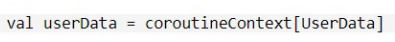 val userData = coroutineContext[UserData]